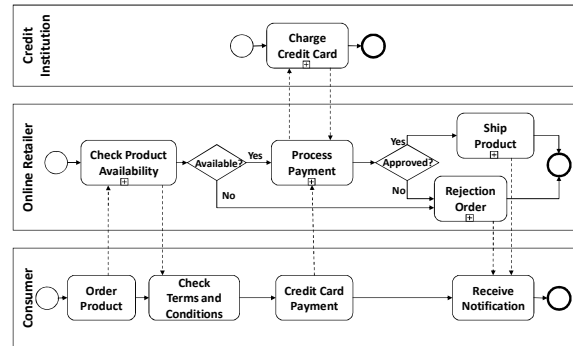 Credit
Institution
Charge
Credit Card
Online Retailer
Check Product
Availability
Available?
Yes
No
Process
Payment
Approved?
Yes
No
Ship
Product
Rejection
Order
Consumer
Order
Product
Check
Terms and
Conditions
Credit Card
Payment
Receive
Notification